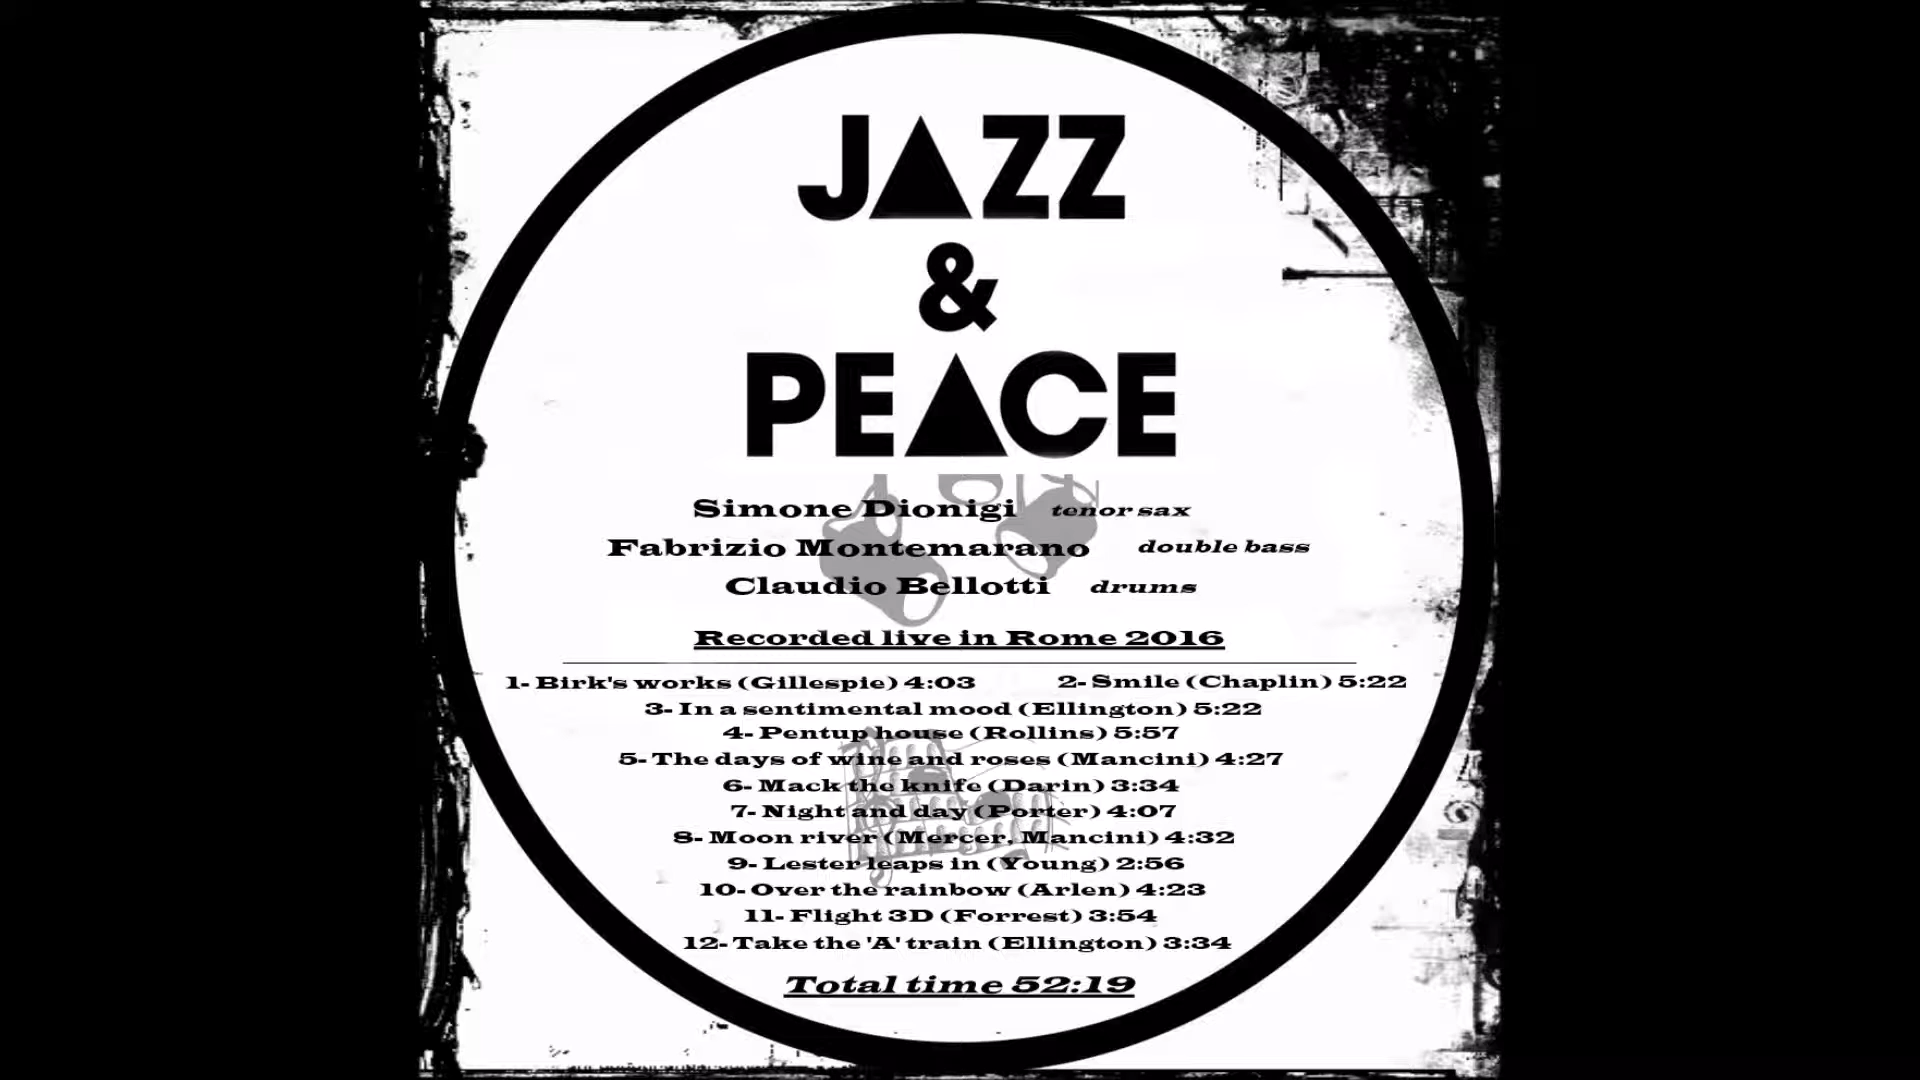 JAZZ
&
PEACE
Simone Dionigi tenor sax
Fabrizio Montemarano double bass
Claudio Bellotti drums
Recorded live in Rome 2016
1- Birk's works (Gillespie) 4:03 2- Smile (Chaplin) 5:22
3- In a sentimental mood (Ellington) 5:22
4- Pentup house (Rollins) 5:57
5- The days of wine and roses (Mancini) 4:27
6- Mack the knife (Darin) 3:34
7- Night and day (Porter) 4:07
8- Moon river (Mercer, Mancini) 4:32
9- Lester leaps in (Young) 2:56
10- Over the rainbow (Arlen) 4:23
11- Flight 3D (Forrest) 3:54
12- Take the 'A' train (Ellington) 3:34
Total time 52:19